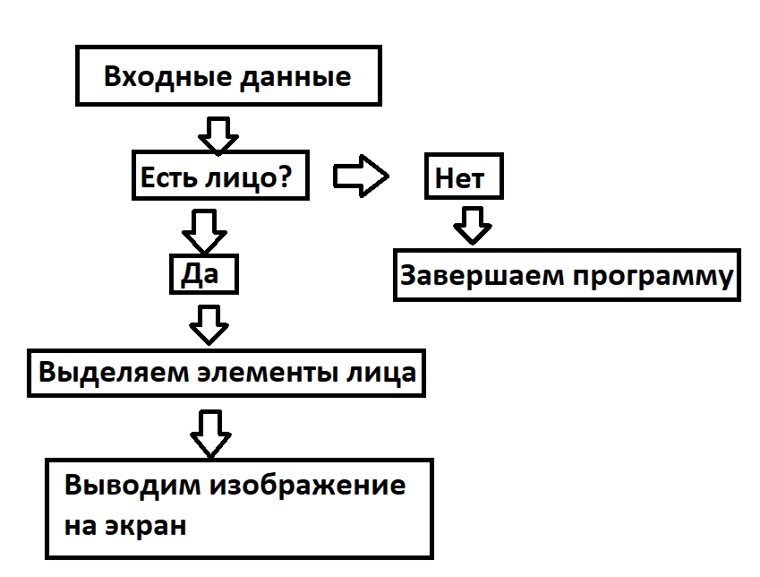 Входные данные
Есть лицо?
Нет
Да
Завершаем программу
Выделяем элементы лица
Выводим изображение
на экран